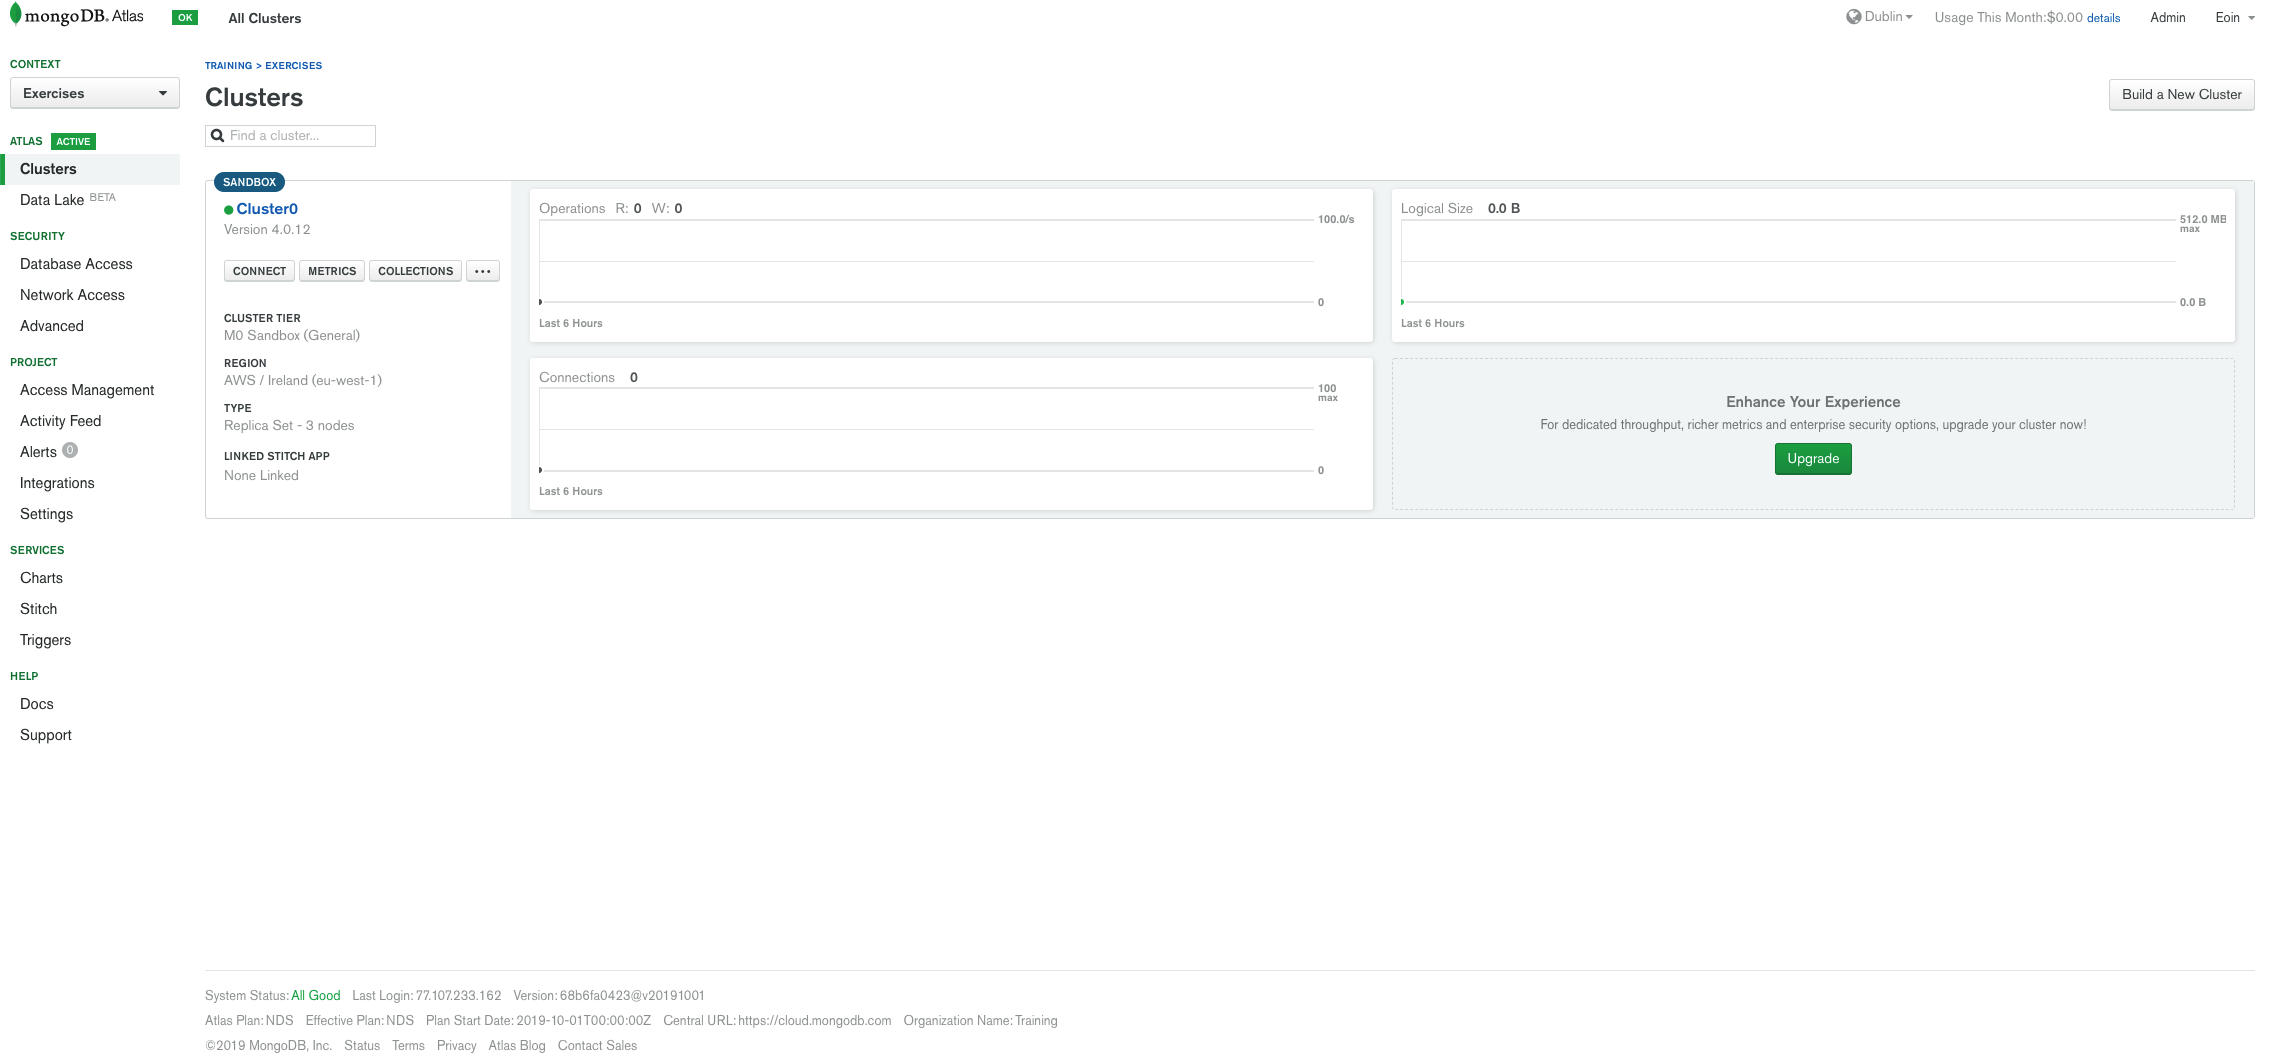 mongoDB. Atlas OK All Clusters Dublin Usage This Month:$0.00 details Admin Eoin
CONTEXT
Exercises
ATLAS ACTIVE
Clusters
Data Lake BETA
SECURITY
Database Access
Network Access
Advanced
PROJECT
Access Management
Activity Feed
Alerts 0
Integrations
Settings
SERVICES
Charts
Stitch
Triggers
HELP
Docs
Support
TRAINING > EXERCISES
Clusters
Build a New Cluster
Find a cluster...
SANDBOX
Cluster0
Version 4.0.12
CONNECT METRICS COLLECTIONS ...
CLUSTER TIER
M0 Sandbox (General)
REGION
AWS / Ireland (eu-west-1)
TYPE
Replica Set - 3 nodes
LINKED STITCH APP
None Linked
Operations R: 0 W: 0
100.0/s
0
Last 6 Hours
Logical Size 0.0 B
512.0 MB
max
0.0 B
Last 6 Hours
Connections 0
100
max
0
Last 6 Hours
Enhance Your Experience
For dedicated throughput, richer metrics and enterprise security options, upgrade your cluster now!
Upgrade
System Status: All Good Last Login: 77.107.233.162 Version: 68b6fa0423@v20191001
Atlas Plan: NDS Effective Plan: NDS Plan Start Date: 2019-10-01T00:00:00Z Central URL: https://cloud.mongodb.com Organization Name: Training
©2019 MongoDB, Inc. Status Terms Privacy Atlas Blog Contact Sales